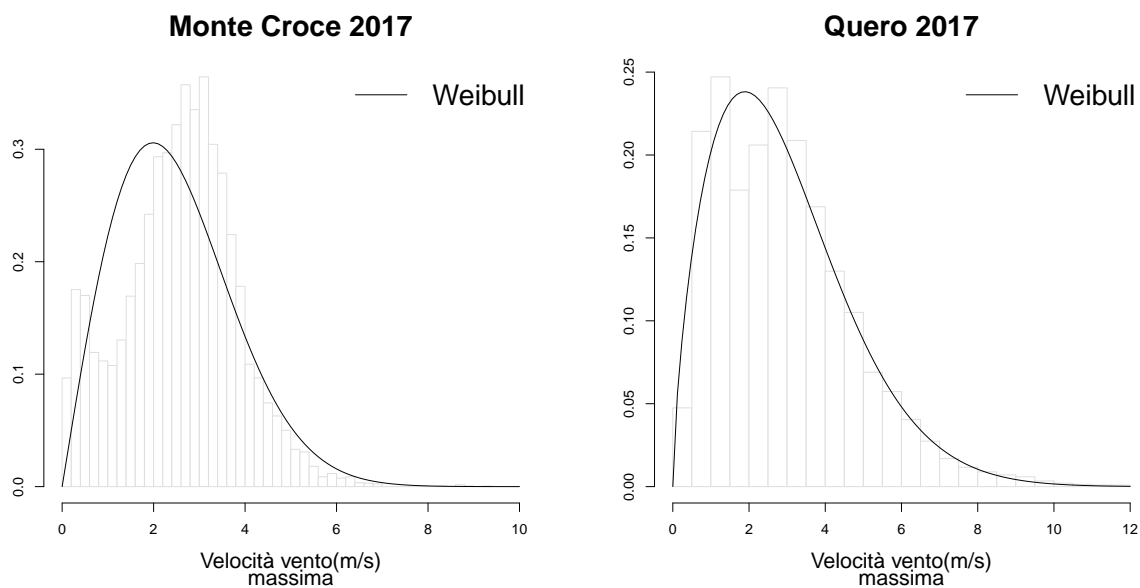 Monte Croce 2017
Weibull
0.3
0.2
0.1
0.0
0 2 4 6 8 10
Velocità vento(m/s)
massima
Quero 2017
Weibull
0.25
0.20
0.15
0.10
0.05
0.00
0 2 4 6 8 10 12
Velocità vento(m/s)
massima